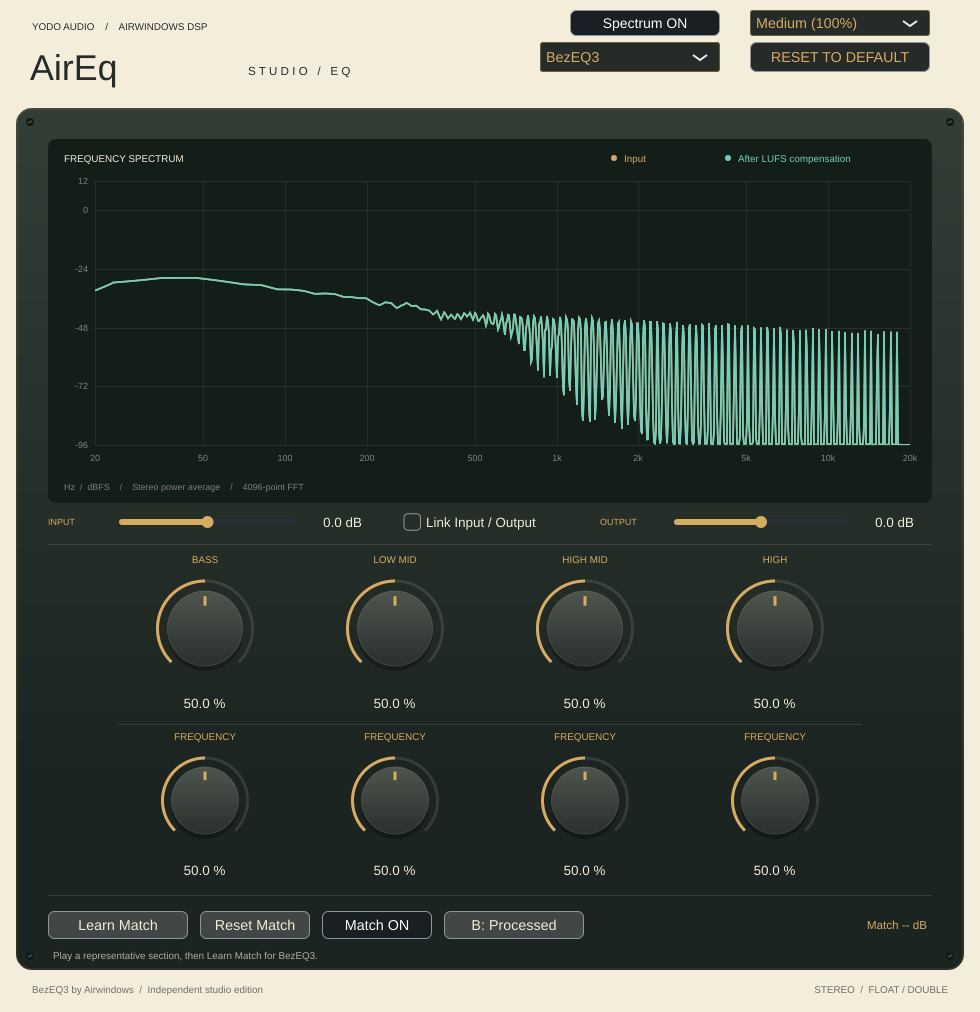 YODO AUDIO / AIRWINDOWS DSP
Spectrum ON
Medium (100%)
AirEq
STUDIO / EQ
BezEQ3
RESET TO DEFAULT
FREQUENCY SPECTRUM
Input
After LUFS compensation
12
0
-24
-48
-72
-96
20 50 100 200 500 1k 2k 5k 10k 20k
Hz / dBFS / Stereo power average / 4096-point FFT
INPUT 0.0 dB Link Input / Output OUTPUT 0.0 dB
BASS LOW MID HIGH MID HIGH
50.0 % 50.0 % 50.0 % 50.0 %
FREQUENCY FREQUENCY FREQUENCY FREQUENCY
50.0 % 50.0 % 50.0 % 50.0 %
Learn Match Reset Match Match ON B: Processed Match -- dB
Play a representative section, then Learn Match for BezEQ3.
BezEQ3 by Airwindows / Independent studio edition
STEREO / FLOAT / DOUBLE